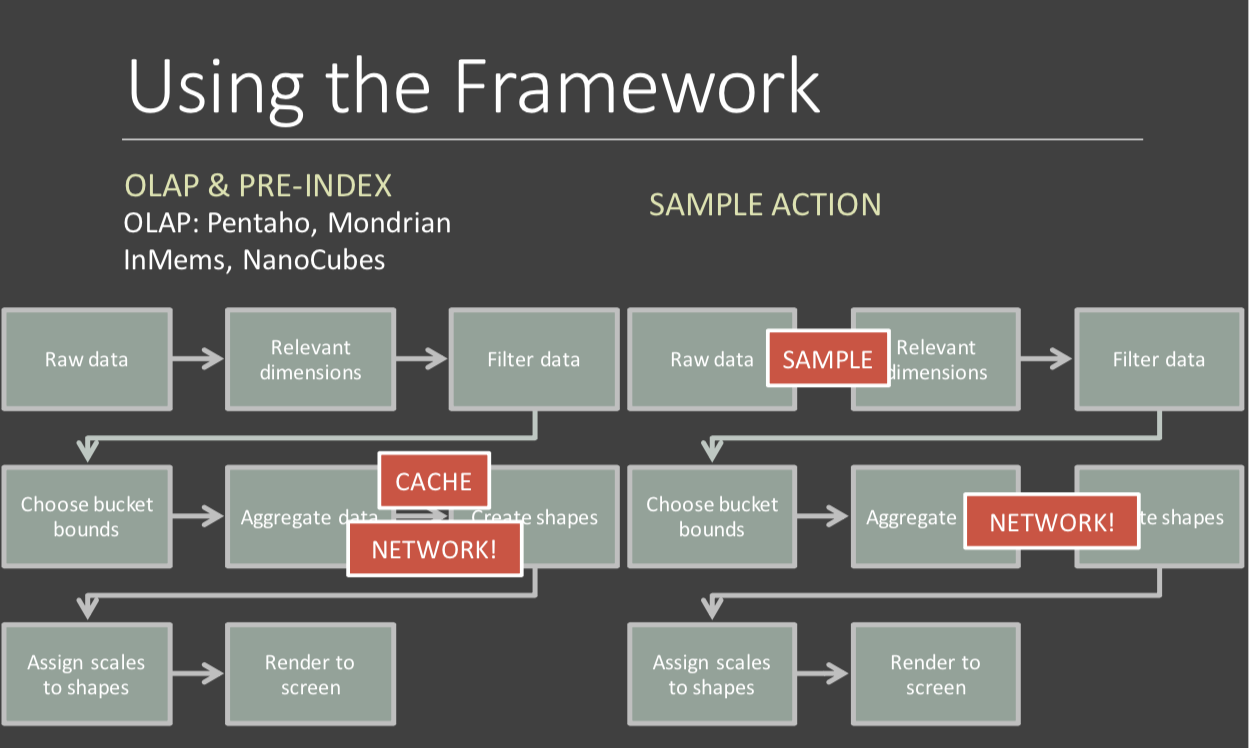 Using the Framework
OLAP & PRE-INDEX
OLAP: Pentaho, Mondrian
InMems, NanoCubes
Raw data
Relevant
dimensions
Filter data
Choose bucket
bounds
Aggregate data
CACHE
NETWORK!
Create shapes
Assign scales
to shapes
Render to
screen
SAMPLE ACTION
Raw data
SAMPLE
Relevant
dimensions
Filter data
Choose bucket
bounds
Aggregate
NETWORK!
te shapes
Assign scales
to shapes
Render to
screen